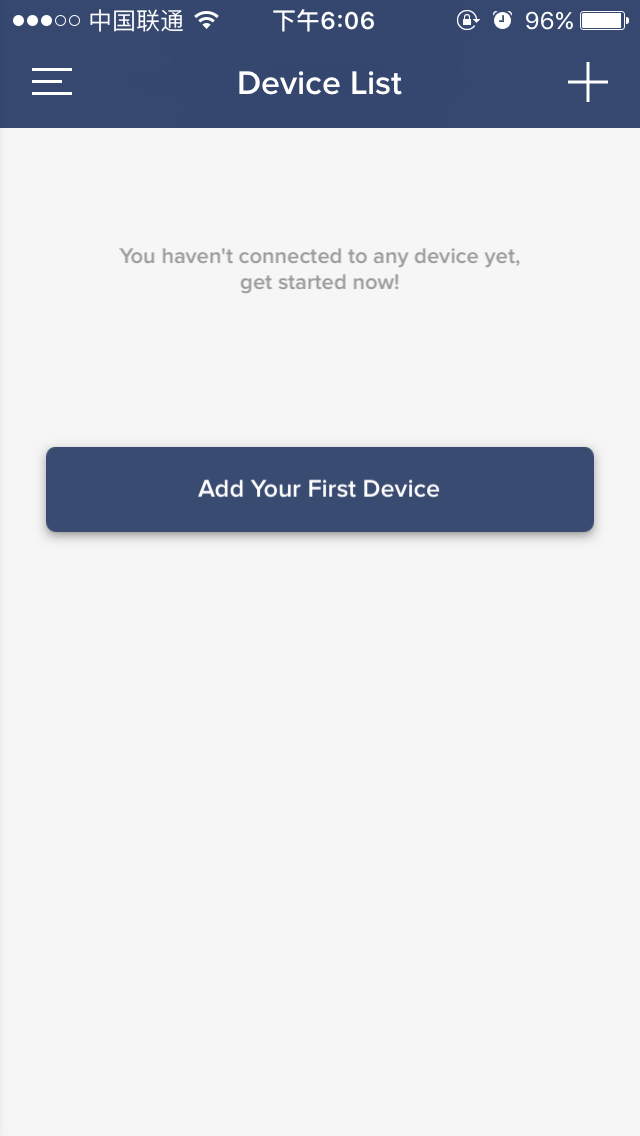 中国联通 下午6:06 96%
Device List
You haven't connected to any device yet,
get started now!
Add Your First Device